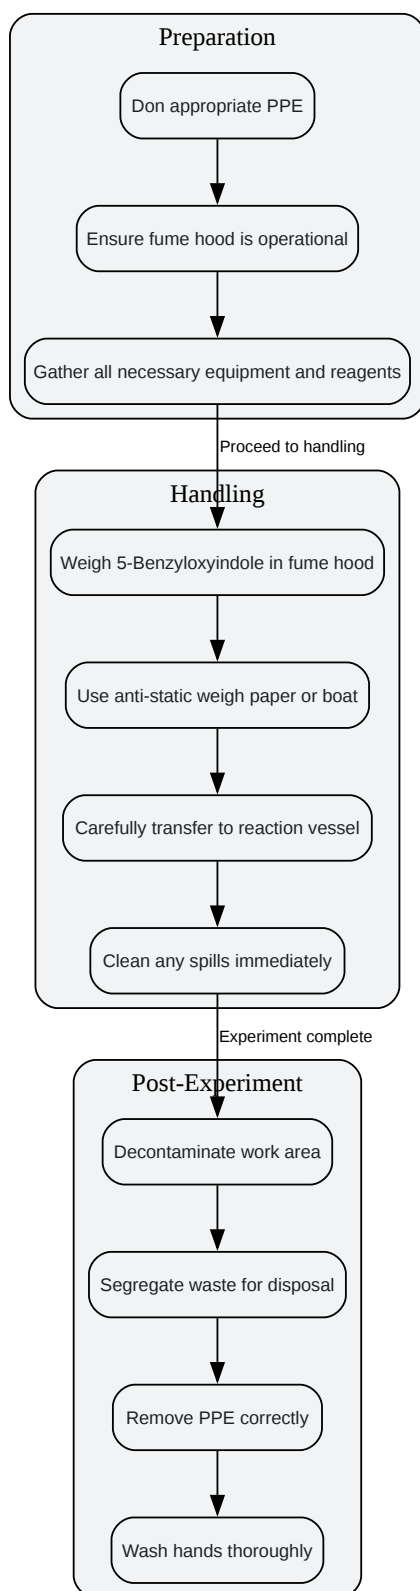 Preparation
Don appropriate PPE
Ensure fume hood is operational
Gather all necessary equipment and reagents
Proceed to handling
Handling
Weigh 5-Benzyloxyindole in fume hood
Use anti-static weigh paper or boat
Carefully transfer to reaction vessel
Clean any spills immediately
Experiment complete
Post-Experiment
Decontaminate work area
Segregate waste for disposal
Remove PPE correctly
Wash hands thoroughly